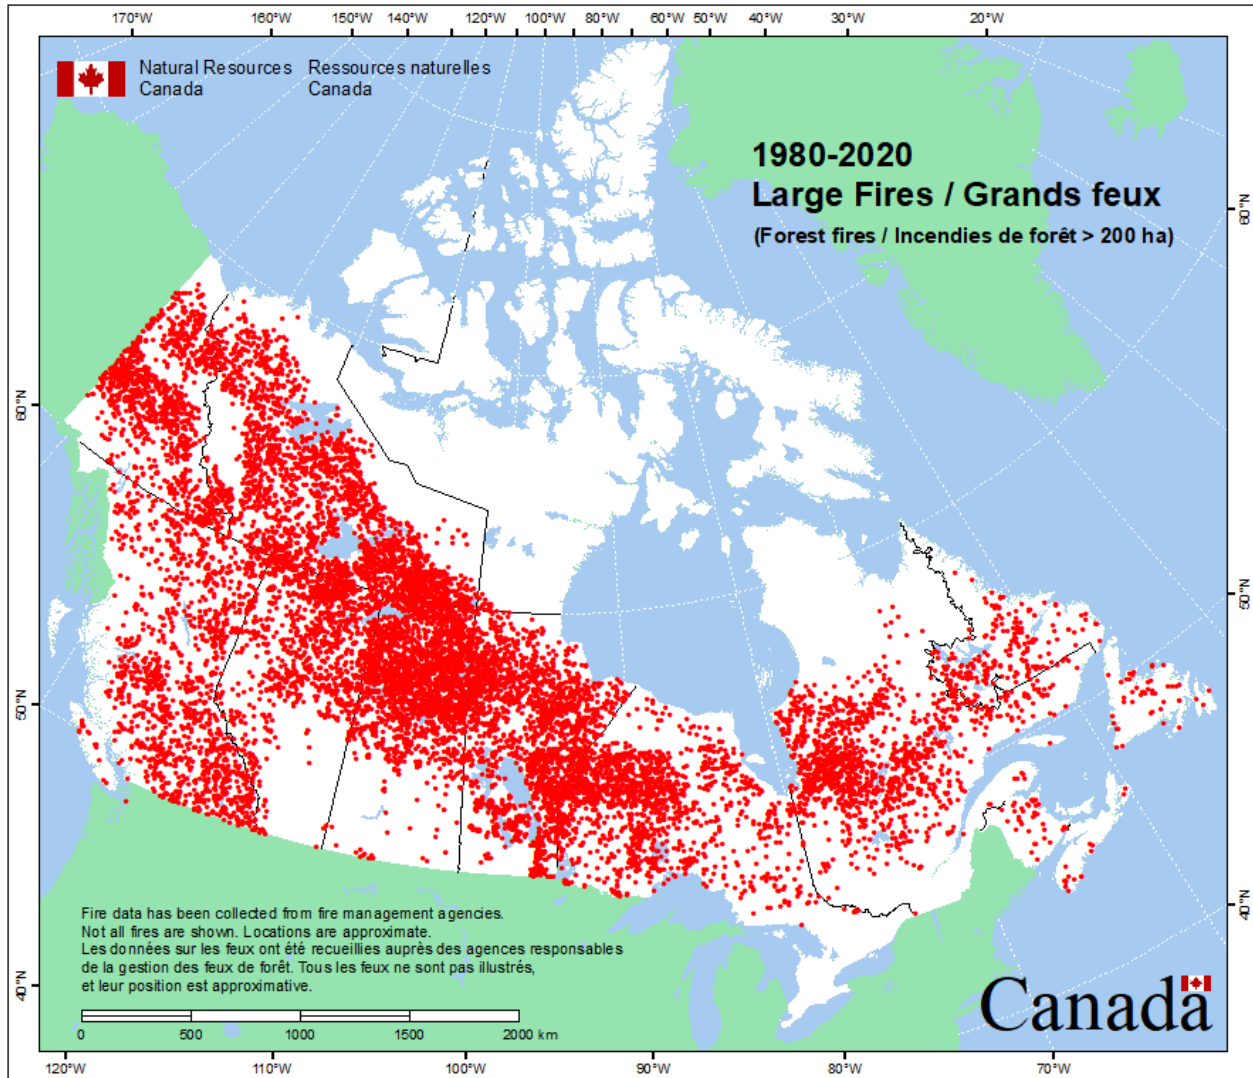 170°W 160°W 150°W 140°W 120°W 100°W 80°W 60°W 50°W 40°W 30°W 20°W
Natural Resources Ressources naturelles
Canada Canada
1980-2020
Large Fires / Grands feux
(Forest fires / Incendies de forêt > 200 ha)
60°N
60°N
50°N
50°N
40°N
40°N
Fire data has been collected from fire management agencies.
Not all fires are shown. Locations are approximate.
Les données sur les feux ont été recueillies auprès des agences responsables
de la gestion des feux de forêt. Tous les feux ne sont pas illustrés,
et leur position est approximative.
0 500 1000 1500 2000 km
Canada
120°W 110°W 100°W 90°W 80°W 70°W